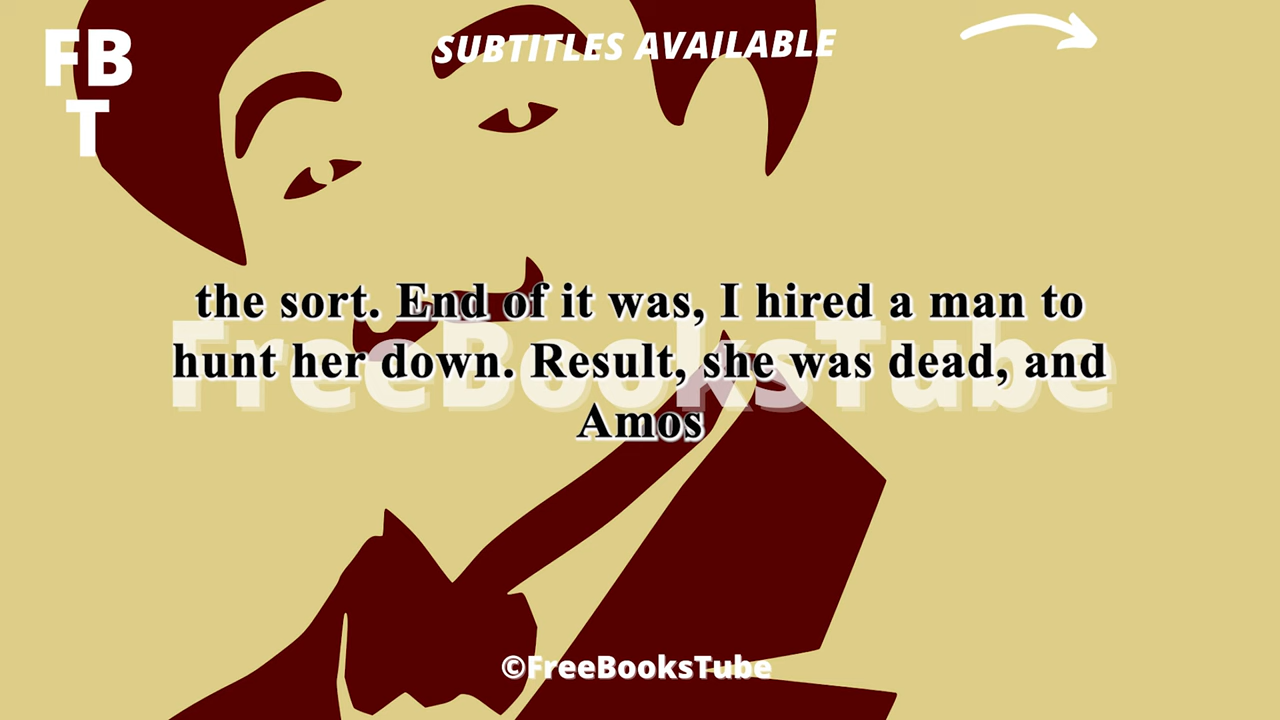 FB
T
SUBTITLES AVAILABLE
the sort. End of it was, I hired a man to
hunt her down. Result, she was dead, and
Amos
FreeBooksTube
©FreeBooksTube